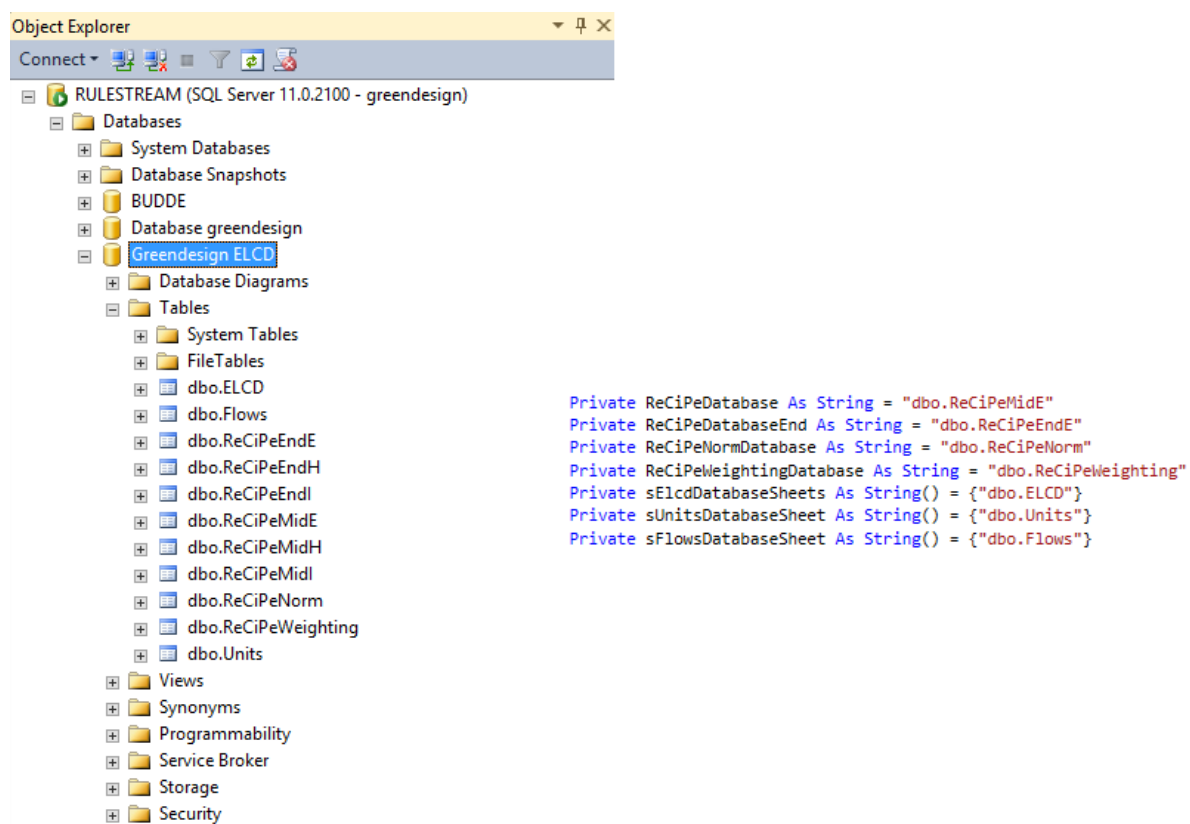 Object Explorer
Connect
RULESTREAM (SQL Server 11.0.2100 - greendesign)
Databases
System Databases
Database Snapshots
BUDDE
Database greendesign
Greendesign ELCD
Database Diagrams
Tables
System Tables
FileTables
dbo.ELCD
dbo.Flows
dbo.ReCiPeEndE
dbo.ReCiPeEndH
dbo.ReCiPeEndI
dbo.ReCiPeMidE
dbo.ReCiPeMidH
dbo.ReCiPeMidI
dbo.ReCiPeNorm
dbo.ReCiPeWeighting
dbo.Units
Views
Synonyms
Programmability
Service Broker
Storage
Security
Private ReCiPeDatabase As String = "dbo.ReCiPeMidE"
Private ReCiPeDatabaseEnd As String = "dbo.ReCiPeEndE"
Private ReCiPeNormDatabase As String = "dbo.ReCiPeNorm"
Private ReCiPeWeightingDatabase As String = "dbo.ReCiPeWeighting"
Private sElcdDatabaseSheets As String() = {"dbo.ELCD"}
Private sUnitsDatabaseSheet As String() = {"dbo.Units"}
Private sFlowsDatabaseSheet As String() = {"dbo.Flows"}